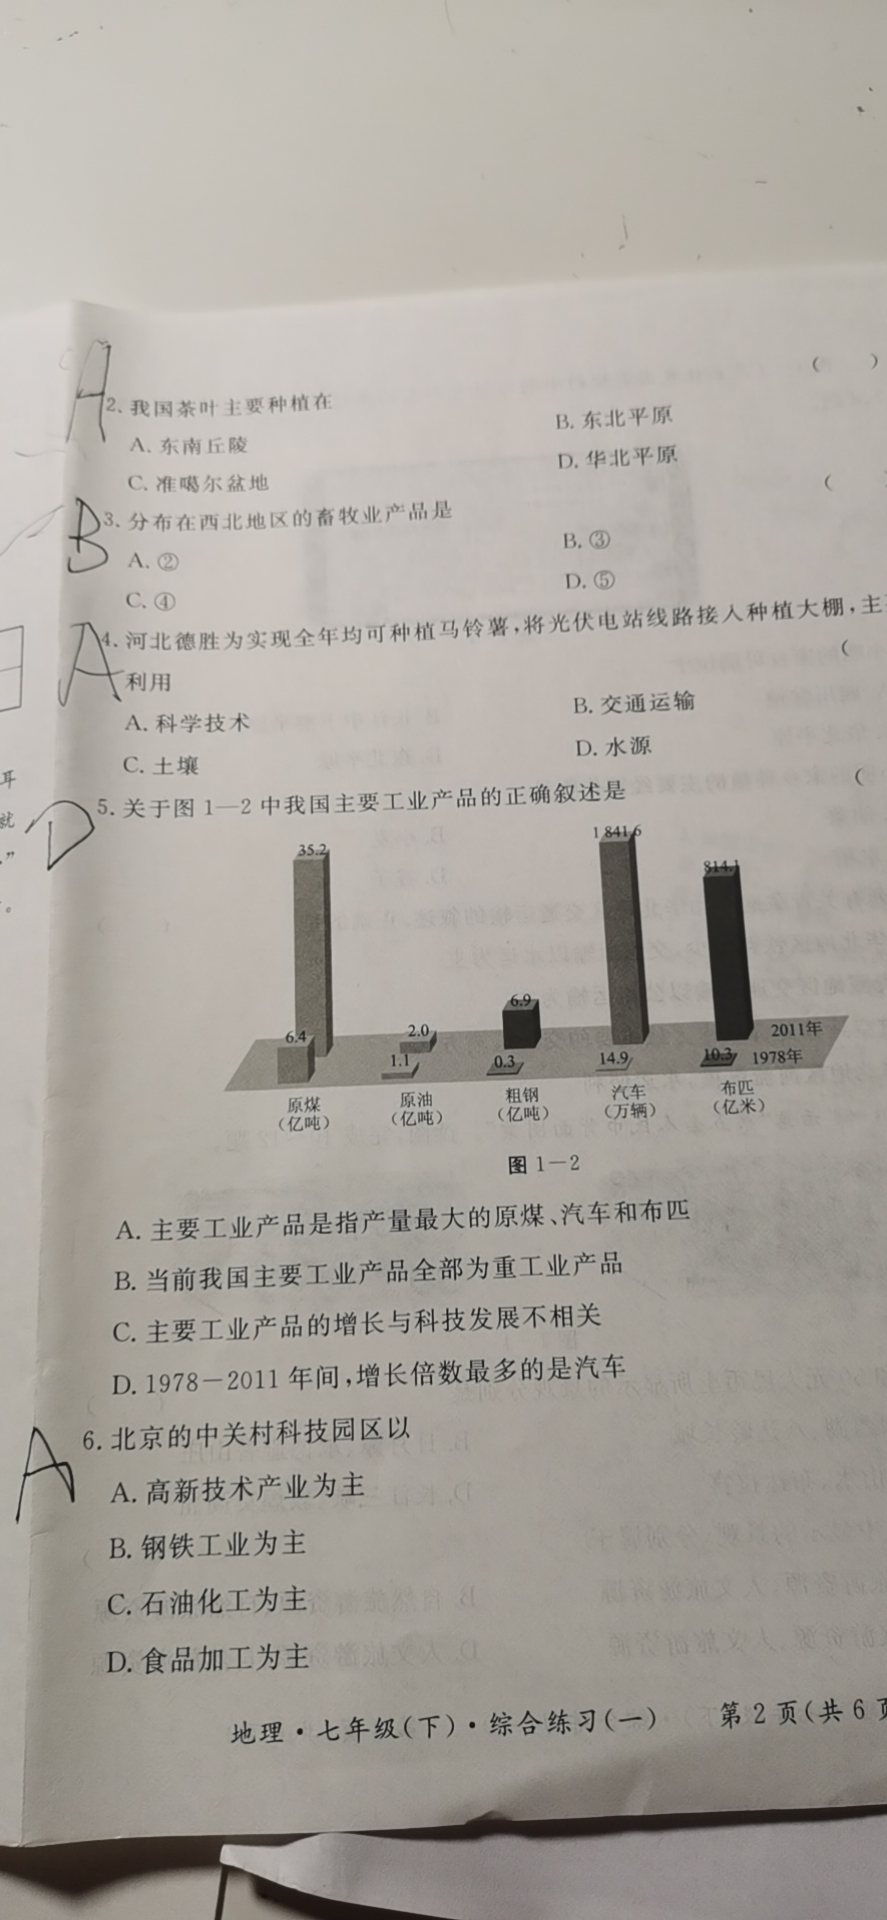 A
2. 我国茶叶主要种植在 (   )
A. 东南丘陵 B. 东北平原
C. 准噶尔盆地 D. 华北平原
B
3. 分布在西北地区的畜牧业产品是 (
A. ② B. ③
C. ④ D. ⑤
A
4. 河北德胜为实现全年均可种植马铃薯,将光伏电站线路接入种植大棚,主
利用 (
A. 科学技术 B. 交通运输
C. 土壤 D. 水源
D
5. 关于图 1—2 中我国主要工业产品的正确叙述是 (
35.2 1 841.6 814.1
6.4 2.0 6.9 2011年
1.1 0.3 14.9 10.3 1978年
原煤 原油 粗钢 汽车 布匹
(亿吨) (亿吨) (亿吨) (万辆) (亿米)
图 1—2
A. 主要工业产品是指产量最大的原煤、汽车和布匹
B. 当前我国主要工业产品全部为重工业产品
C. 主要工业产品的增长与科技发展不相关
D. 1978－2011 年间,增长倍数最多的是汽车
A
6. 北京的中关村科技园区以
A. 高新技术产业为主
B. 钢铁工业为主
C. 石油化工为主
D. 食品加工为主
地理·七年级(下)·综合练习(一) 第 2 页(共 6 页
耳
就
”
。